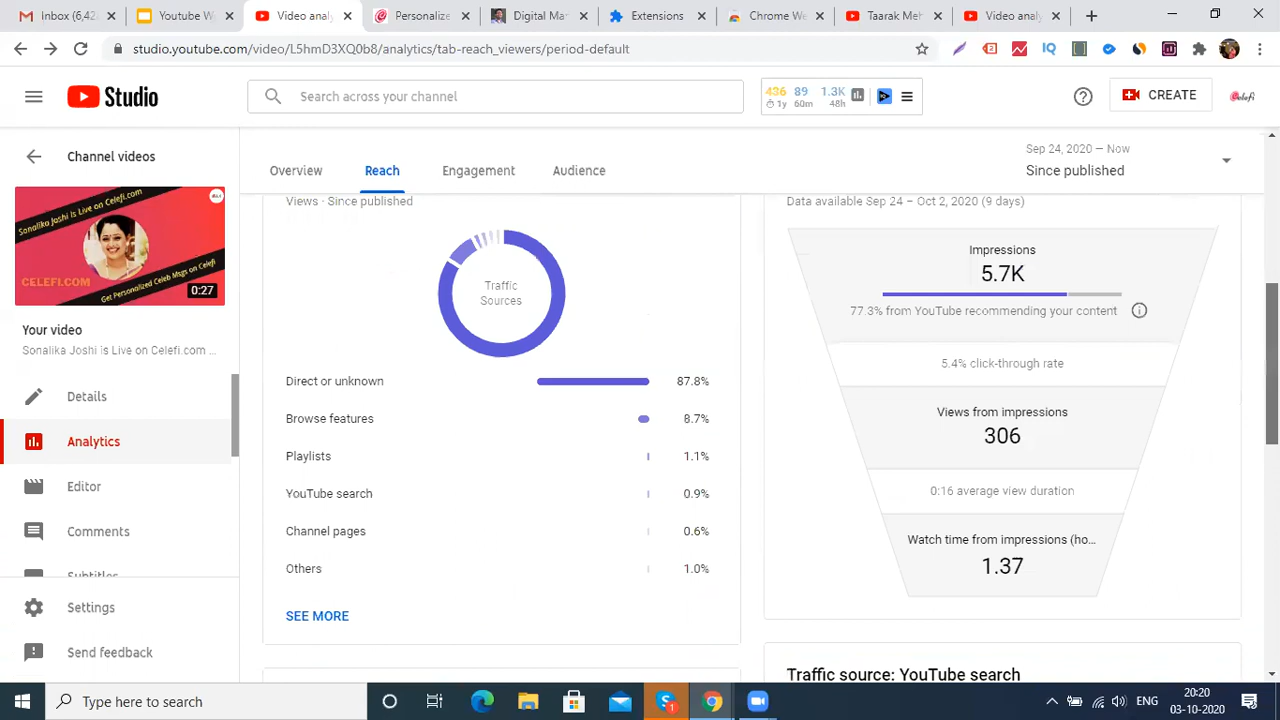 Inbox (6,42
Youtube W
Video anal
Personalize
Digital Ma
Extensions
Chrome We
Taarak Meh
Video analy
studio.youtube.com/video/L5hmD3XQ0b8/analytics/tab-reach_viewers/period-default
Studio
Search across your channel
436 89 1.3K
1y 60m 48h
CREATE
Celefi
Channel videos
Overview
Reach
Engagement
Audience
Sep 24, 2020 — Now
Since published
Sonalika Joshi is Live on Celefi.com
CELEFI.COM
Get Personalized Celeb Msgs on Celefi
0:27
Your video
Sonalika Joshi is Live on Celefi.com ...
Details
Analytics
Editor
Comments
Subtitles
Settings
Send feedback
Views · Since published
Traffic
Sources
Direct or unknown 87.8%
Browse features 8.7%
Playlists 1.1%
YouTube search 0.9%
Channel pages 0.6%
Others 1.0%
SEE MORE
Data available Sep 24 – Oct 2, 2020 (9 days)
Impressions
5.7K
77.3% from YouTube recommending your content
5.4% click-through rate
Views from impressions
306
0:16 average view duration
Watch time from impressions (ho...
1.37
Traffic source: YouTube search
Type here to search
ENG
20:20
03-10-2020